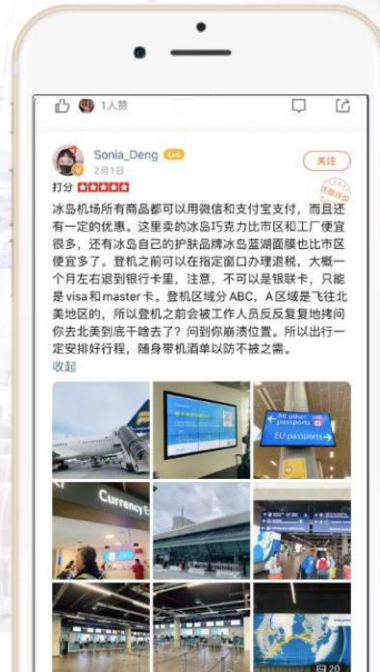 1人赞
Sonia_Deng
关注
2月1日
打分
优质评价
冰岛机场所有商品都可以用微信和支付宝支付，而且还
有一定的优惠。这里卖的冰岛巧克力比市区和工厂便宜
很多，还有冰岛自己的护肤品牌冰岛蓝湖面膜也比市区
便宜多了。登机之前可以在指定窗口办理退税，大概一
个月左右退到银行卡里，注意，不可以是银联卡，只能
是visa和master卡。登机区域分 ABC，A区域是飞往北
美地区的，所以登机之前会被工作人员反反复复地拷问
你去北美到底干啥去了？问到你崩溃位置。所以出行一
定安排好行程，随身带机酒单以防不被之需。
收起
All other
passports
EU passports
Currency E
20